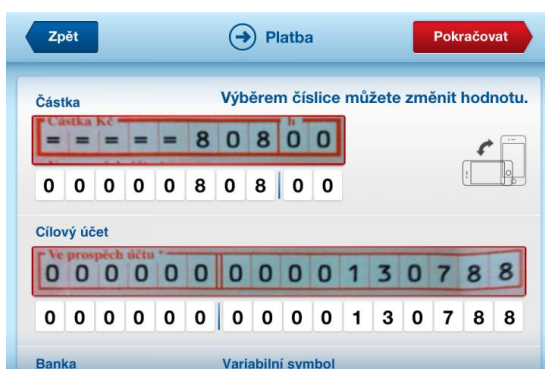 Zpět
Platba
Pokračovat
Částka
Výběrem číslice můžete změnit hodnotu.
Částka Kč h
= = = = = 8 0 8 0 0
0 0 0 0 0 8 0 8 0 0
Cílový účet
Ve prospěch účtu
0 0 0 0 0 0 0 0 0 0 1 3 0 7 8 8
0 0 0 0 0 0 0 0 0 0 1 3 0 7 8 8
Banka
Variabilní symbol